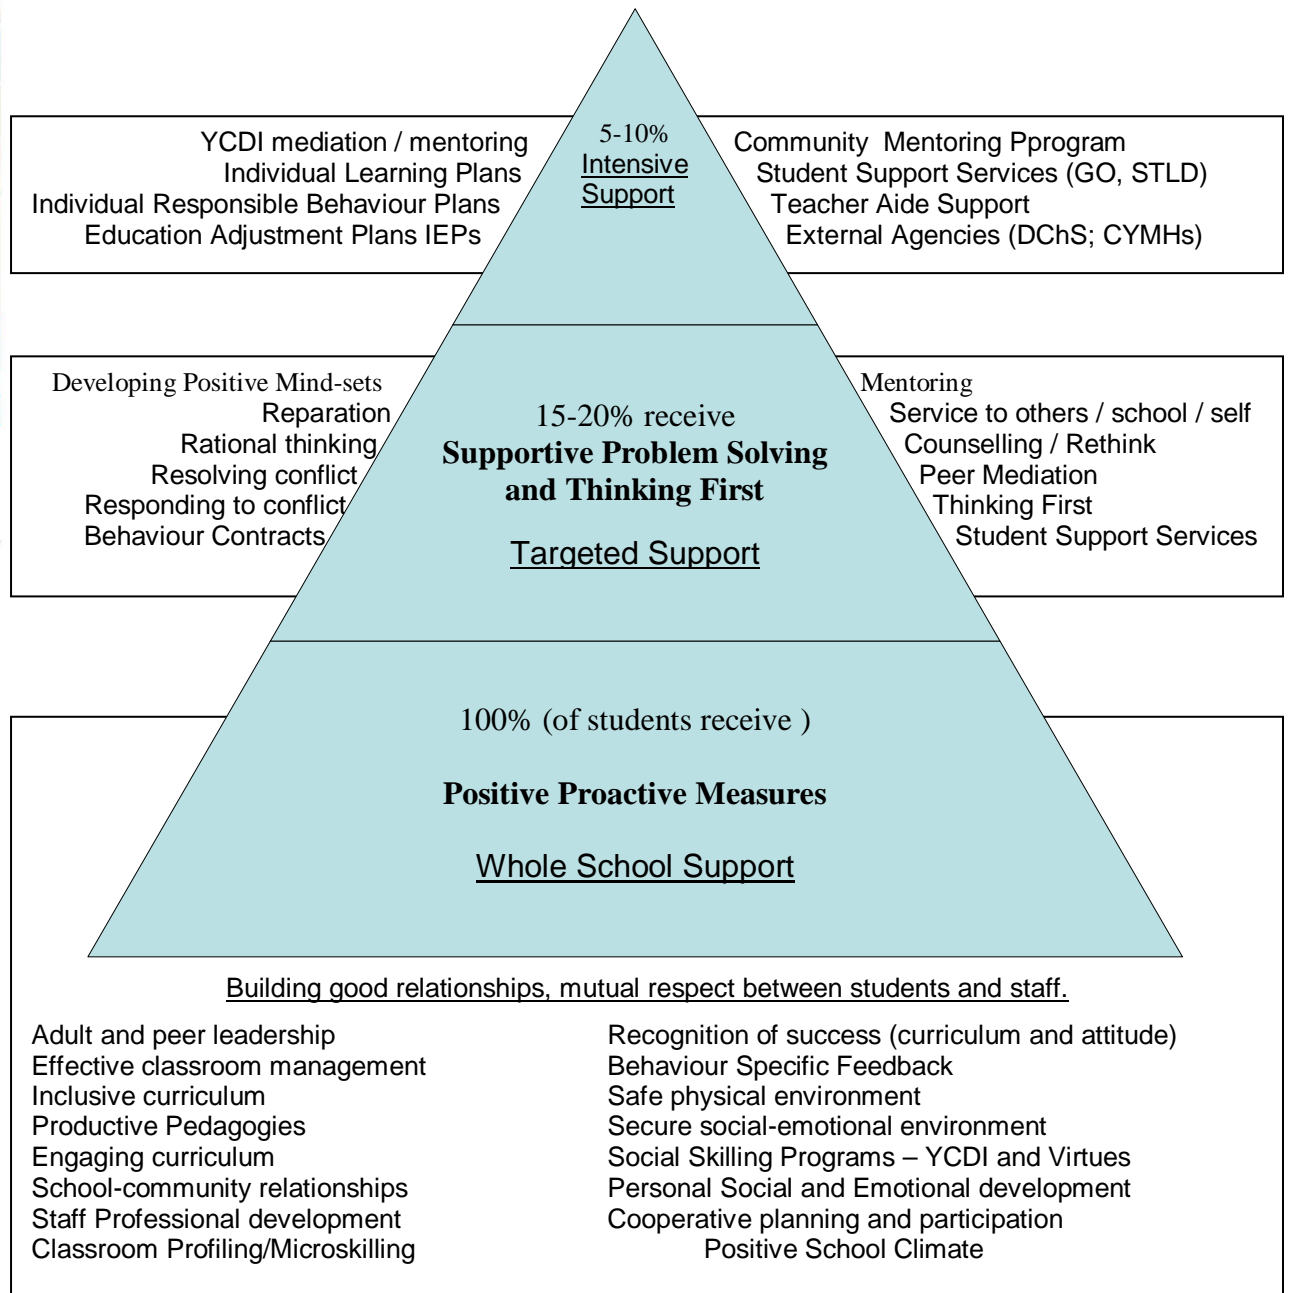 5-10%
Intensive
Support
YCDI mediation / mentoring
Individual Learning Plans
Individual Responsible Behaviour Plans
Education Adjustment Plans IEPs
Community Mentoring Pprogram
Student Support Services (GO, STLD)
Teacher Aide Support
External Agencies (DChS; CYMHs)
Developing Positive Mind-sets
Reparation
Rational thinking
Resolving conflict
Responding to conflict
Behaviour Contracts
15-20% receive
Supportive Problem Solving
and Thinking First
Targeted Support
Mentoring
Service to others / school / self
Counselling / Rethink
Peer Mediation
Thinking First
Student Support Services
100% (of students receive )
Positive Proactive Measures
Whole School Support
Building good relationships, mutual respect between students and staff.
Adult and peer leadership
Effective classroom management
Inclusive curriculum
Productive Pedagogies
Engaging curriculum
School-community relationships
Staff Professional development
Classroom Profiling/Microskilling
Recognition of success (curriculum and attitude)
Behaviour Specific Feedback
Safe physical environment
Secure social-emotional environment
Social Skilling Programs – YCDI and Virtues
Personal Social and Emotional development
Cooperative planning and participation
Positive School Climate